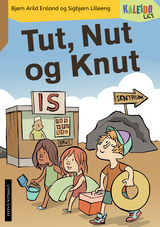 Bjørn Arild Ersland og Sigbjørn Lilleeng
KALEIDO
LES
Tut, Nut
og Knut
IS
SENTRUM